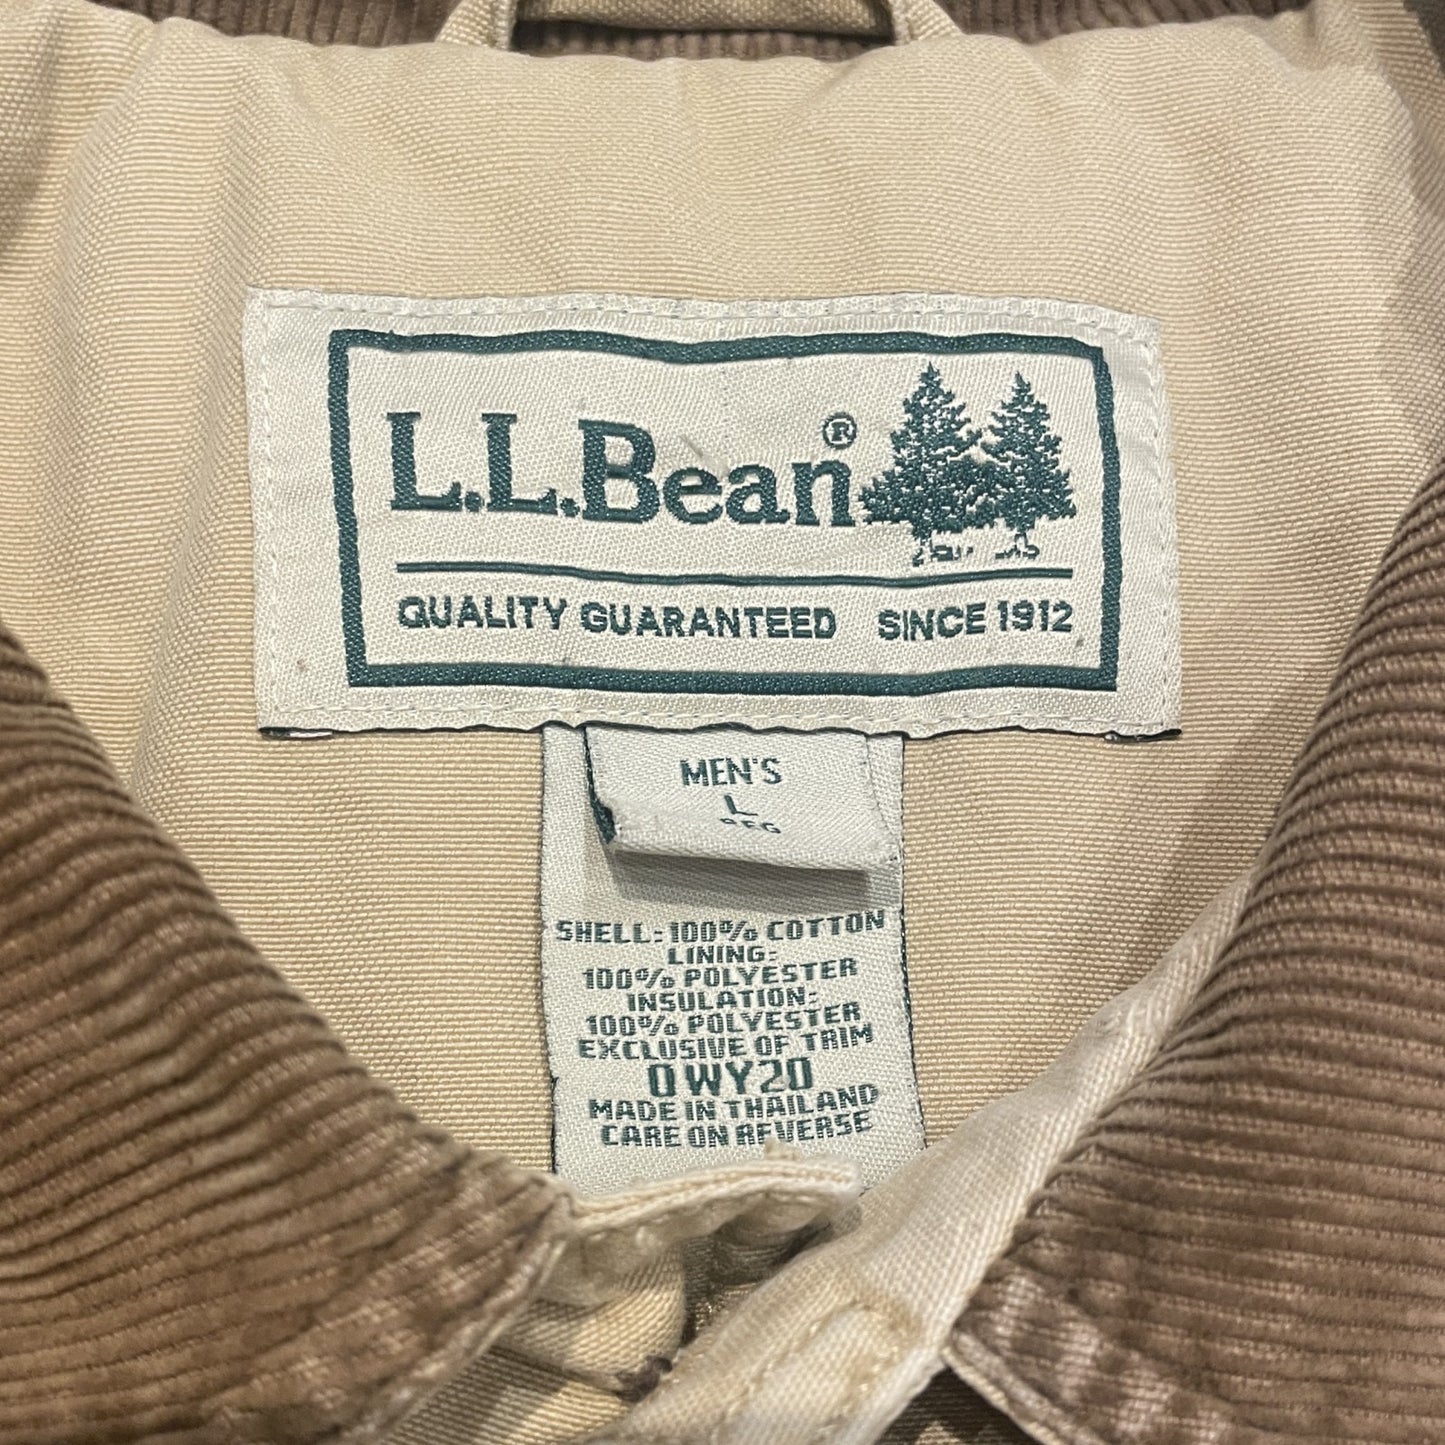 L.L.Bean®
QUALITY GUARANTEED SINCE 1912
MEN'S
L
REG
SHELL: 100% COTTON
LINING:
100% POLYESTER
INSULATION:
100% POLYESTER
EXCLUSIVE OF TRIM
0WY20
MADE IN THAILAND
CARE ON REVERSE